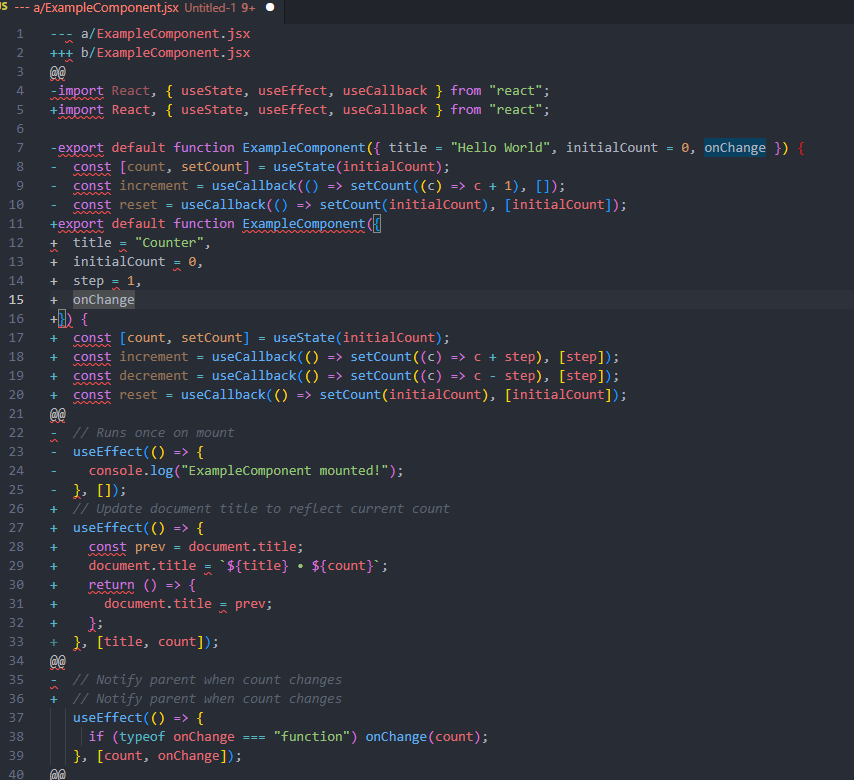 JS --- a/ExampleComponent.jsx Untitled-1 9+ ●
1 --- a/ExampleComponent.jsx
2 +++ b/ExampleComponent.jsx
3 @@
4 -import React, { useState, useEffect, useCallback } from "react";
5 +import React, { useState, useEffect, useCallback } from "react";
6
7 -export default function ExampleComponent({ title = "Hello World", initialCount = 0, onChange }) {
8 -  const [count, setCount] = useState(initialCount);
9 -  const increment = useCallback(() => setCount((c) => c + 1), []);
10 -  const reset = useCallback(() => setCount(initialCount), [initialCount]);
11 +export default function ExampleComponent({
12 +  title = "Counter",
13 +  initialCount = 0,
14 +  step = 1,
15 +  onChange
16 +}) {
17 +  const [count, setCount] = useState(initialCount);
18 +  const increment = useCallback(() => setCount((c) => c + step), [step]);
19 +  const decrement = useCallback(() => setCount((c) => c - step), [step]);
20 +  const reset = useCallback(() => setCount(initialCount), [initialCount]);
21 @@
22 -  // Runs once on mount
23 -  useEffect(() => {
24 -    console.log("ExampleComponent mounted!");
25 -  }, []);
26 +  // Update document title to reflect current count
27 +  useEffect(() => {
28 +    const prev = document.title;
29 +    document.title = `${title} • ${count}`;
30 +    return () => {
31 +      document.title = prev;
32 +    };
33 +  }, [title, count]);
34 @@
35 -  // Notify parent when count changes
36 +  // Notify parent when count changes
37    useEffect(() => {
38      if (typeof onChange === "function") onChange(count);
39    }, [count, onChange]);
40 @@